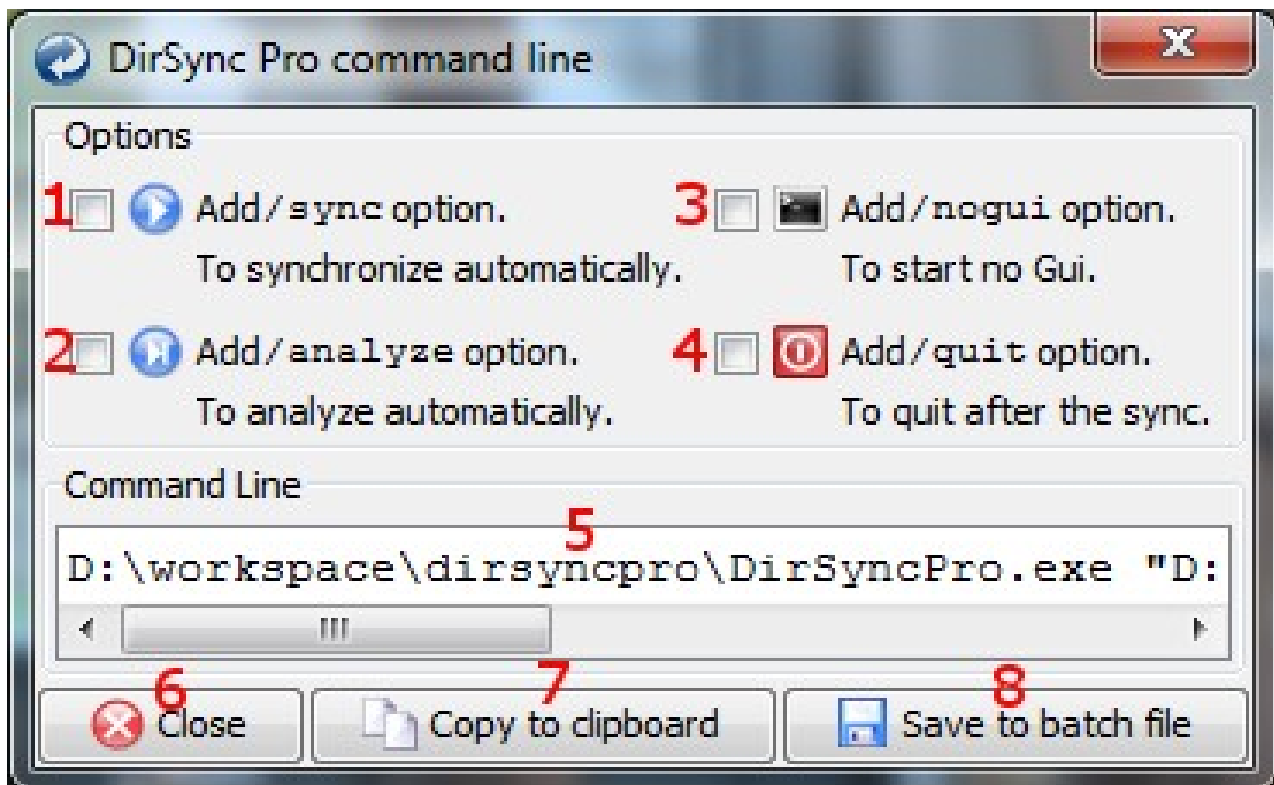 DirSync Pro command line
Options
1 Add /sync option.
To synchronize automatically.
3 Add /nogui option.
To start no Gui.
2 Add /analyze option.
To analyze automatically.
4 Add /quit option.
To quit after the sync.
Command Line
5
D:\workspace\dirsyncpro\DirSyncPro.exe "D:
6 Close
7 Copy to clipboard
8 Save to batch file